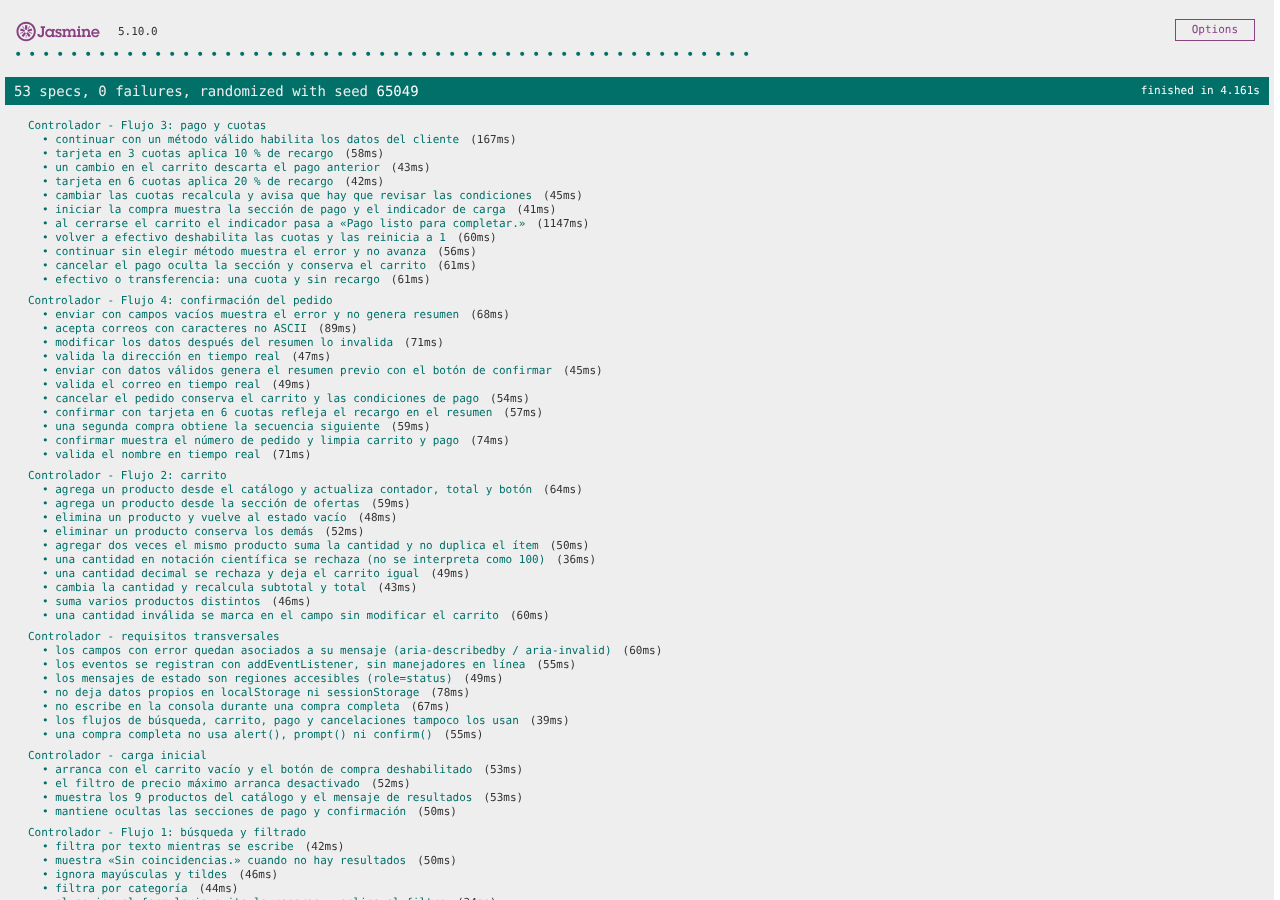 Jasmine 5.10.0 Options
53 specs, 0 failures, randomized with seed 65049 finished in 4.161s
Controlador - Flujo 3: pago y cuotas
• continuar con un método válido habilita los datos del cliente (167ms)
• tarjeta en 3 cuotas aplica 10 % de recargo (58ms)
• un cambio en el carrito descarta el pago anterior (43ms)
• tarjeta en 6 cuotas aplica 20 % de recargo (42ms)
• cambiar las cuotas recalcula y avisa que hay que revisar las condiciones (45ms)
• iniciar la compra muestra la sección de pago y el indicador de carga (41ms)
• al cerrarse el carrito el indicador pasa a «Pago listo para completar.» (1147ms)
• volver a efectivo deshabilita las cuotas y las reinicia a 1 (60ms)
• continuar sin elegir método muestra el error y no avanza (56ms)
• cancelar el pago oculta la sección y conserva el carrito (61ms)
• efectivo o transferencia: una cuota y sin recargo (61ms)
Controlador - Flujo 4: confirmación del pedido
• enviar con campos vacíos muestra el error y no genera resumen (68ms)
• acepta correos con caracteres no ASCII (89ms)
• modificar los datos después del resumen lo invalida (71ms)
• valida la dirección en tiempo real (47ms)
• enviar con datos válidos genera el resumen previo con el botón de confirmar (45ms)
• valida el correo en tiempo real (49ms)
• cancelar el pedido conserva el carrito y las condiciones de pago (54ms)
• confirmar con tarjeta en 6 cuotas refleja el recargo en el resumen (57ms)
• una segunda compra obtiene la secuencia siguiente (59ms)
• confirmar muestra el número de pedido y limpia carrito y pago (74ms)
• valida el nombre en tiempo real (71ms)
Controlador - Flujo 2: carrito
• agrega un producto desde el catálogo y actualiza contador, total y botón (64ms)
• agrega un producto desde la sección de ofertas (59ms)
• elimina un producto y vuelve al estado vacío (48ms)
• eliminar un producto conserva los demás (52ms)
• agregar dos veces el mismo producto suma la cantidad y no duplica el ítem (50ms)
• una cantidad en notación científica se rechaza (no se interpreta como 100) (36ms)
• una cantidad decimal se rechaza y deja el carrito igual (49ms)
• cambia la cantidad y recalcula subtotal y total (43ms)
• suma varios productos distintos (46ms)
• una cantidad inválida se marca en el campo sin modificar el carrito (60ms)
Controlador - requisitos transversales
• los campos con error quedan asociados a su mensaje (aria-describedby / aria-invalid) (60ms)
• los eventos se registran con addEventListener, sin manejadores en línea (55ms)
• los mensajes de estado son regiones accesibles (role=status) (49ms)
• no deja datos propios en localStorage ni sessionStorage (78ms)
• no escribe en la consola durante una compra completa (67ms)
• los flujos de búsqueda, carrito, pago y cancelaciones tampoco los usan (39ms)
• una compra completa no usa alert(), prompt() ni confirm() (55ms)
Controlador - carga inicial
• arranca con el carrito vacío y el botón de compra deshabilitado (53ms)
• el filtro de precio máximo arranca desactivado (52ms)
• muestra los 9 productos del catálogo y el mensaje de resultados (53ms)
• mantiene ocultas las secciones de pago y confirmación (50ms)
Controlador - Flujo 1: búsqueda y filtrado
• filtra por texto mientras se escribe (42ms)
• muestra «Sin coincidencias.» cuando no hay resultados (50ms)
• ignora mayúsculas y tildes (46ms)
• filtra por categoría (44ms)